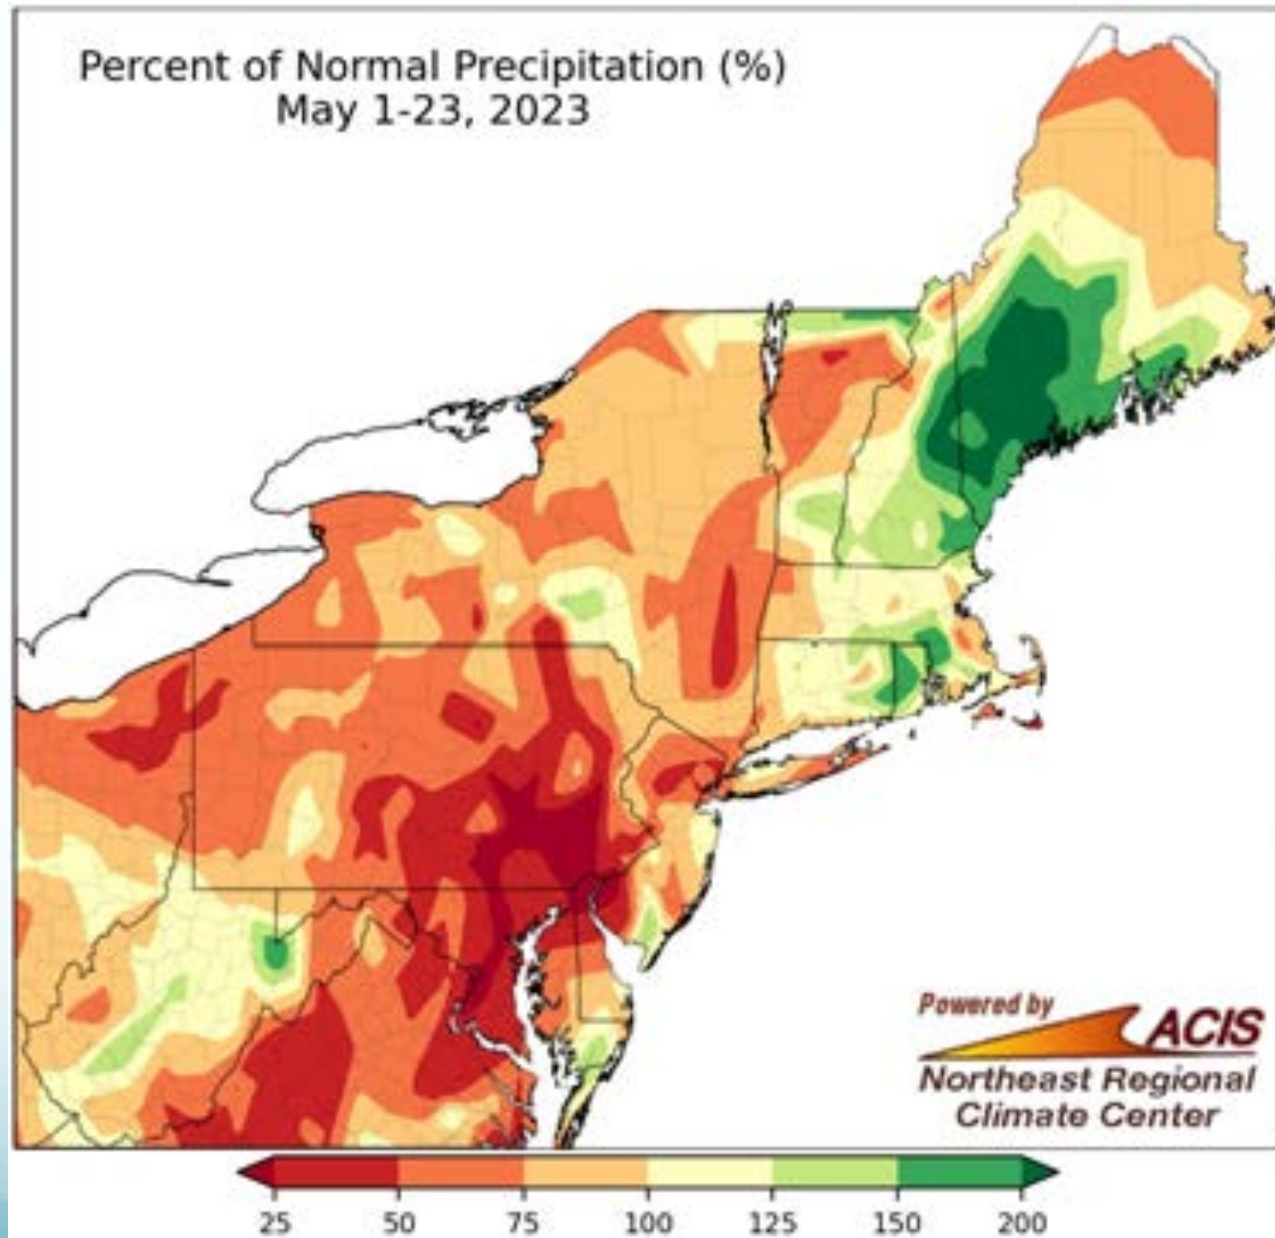 Percent of Normal Precipitation (%)
May 1-23, 2023
Powered by
ACIS
Northeast Regional
Climate Center
25 50 75 100 125 150 200